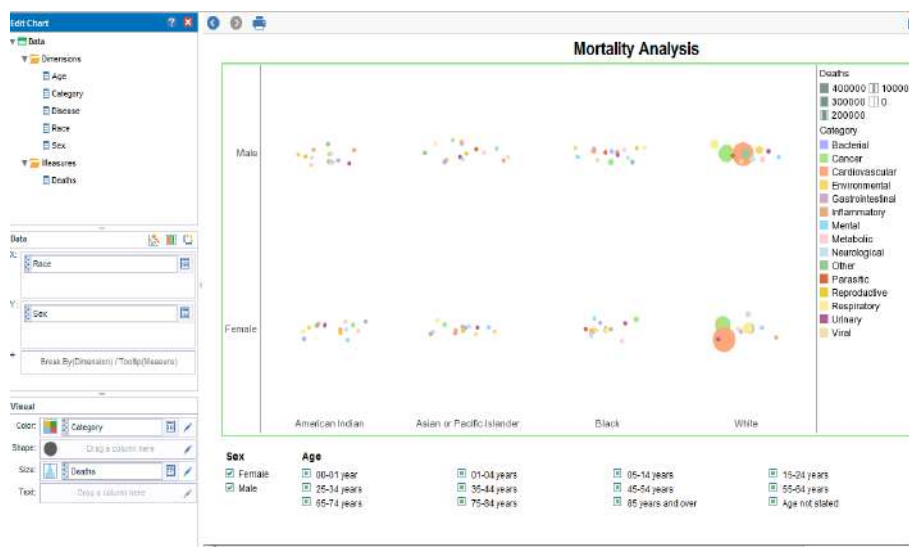 Edit Chart
Data
Dimensions
Age
Category
Disease
Race
Sex
Measures
Deaths
Data
X:
Race
Y:
Sex
Break By(Dimension) / Tooltip(Measure)
Visual
Color: Category
Shape: Drag a column here
Size: Deaths
Text: Drag a column here
Mortality Analysis
Male
Female
American Indian Asian or Pacific Islander Black White
Deaths
400000 10000
300000 0
200000
Category
Bacterial
Cancer
Cardiovascular
Environmental
Gastrointestinal
Inflammatory
Mental
Metabolic
Neurological
Other
Parasitic
Reproductive
Respiratory
Urinary
Viral
Sex Age
Female 00-01 year 01-04 years 05-14 years 15-24 years
Male 25-34 years 35-44 years 45-54 years 55-64 years
65-74 years 75-84 years 85 years and over Age not stated